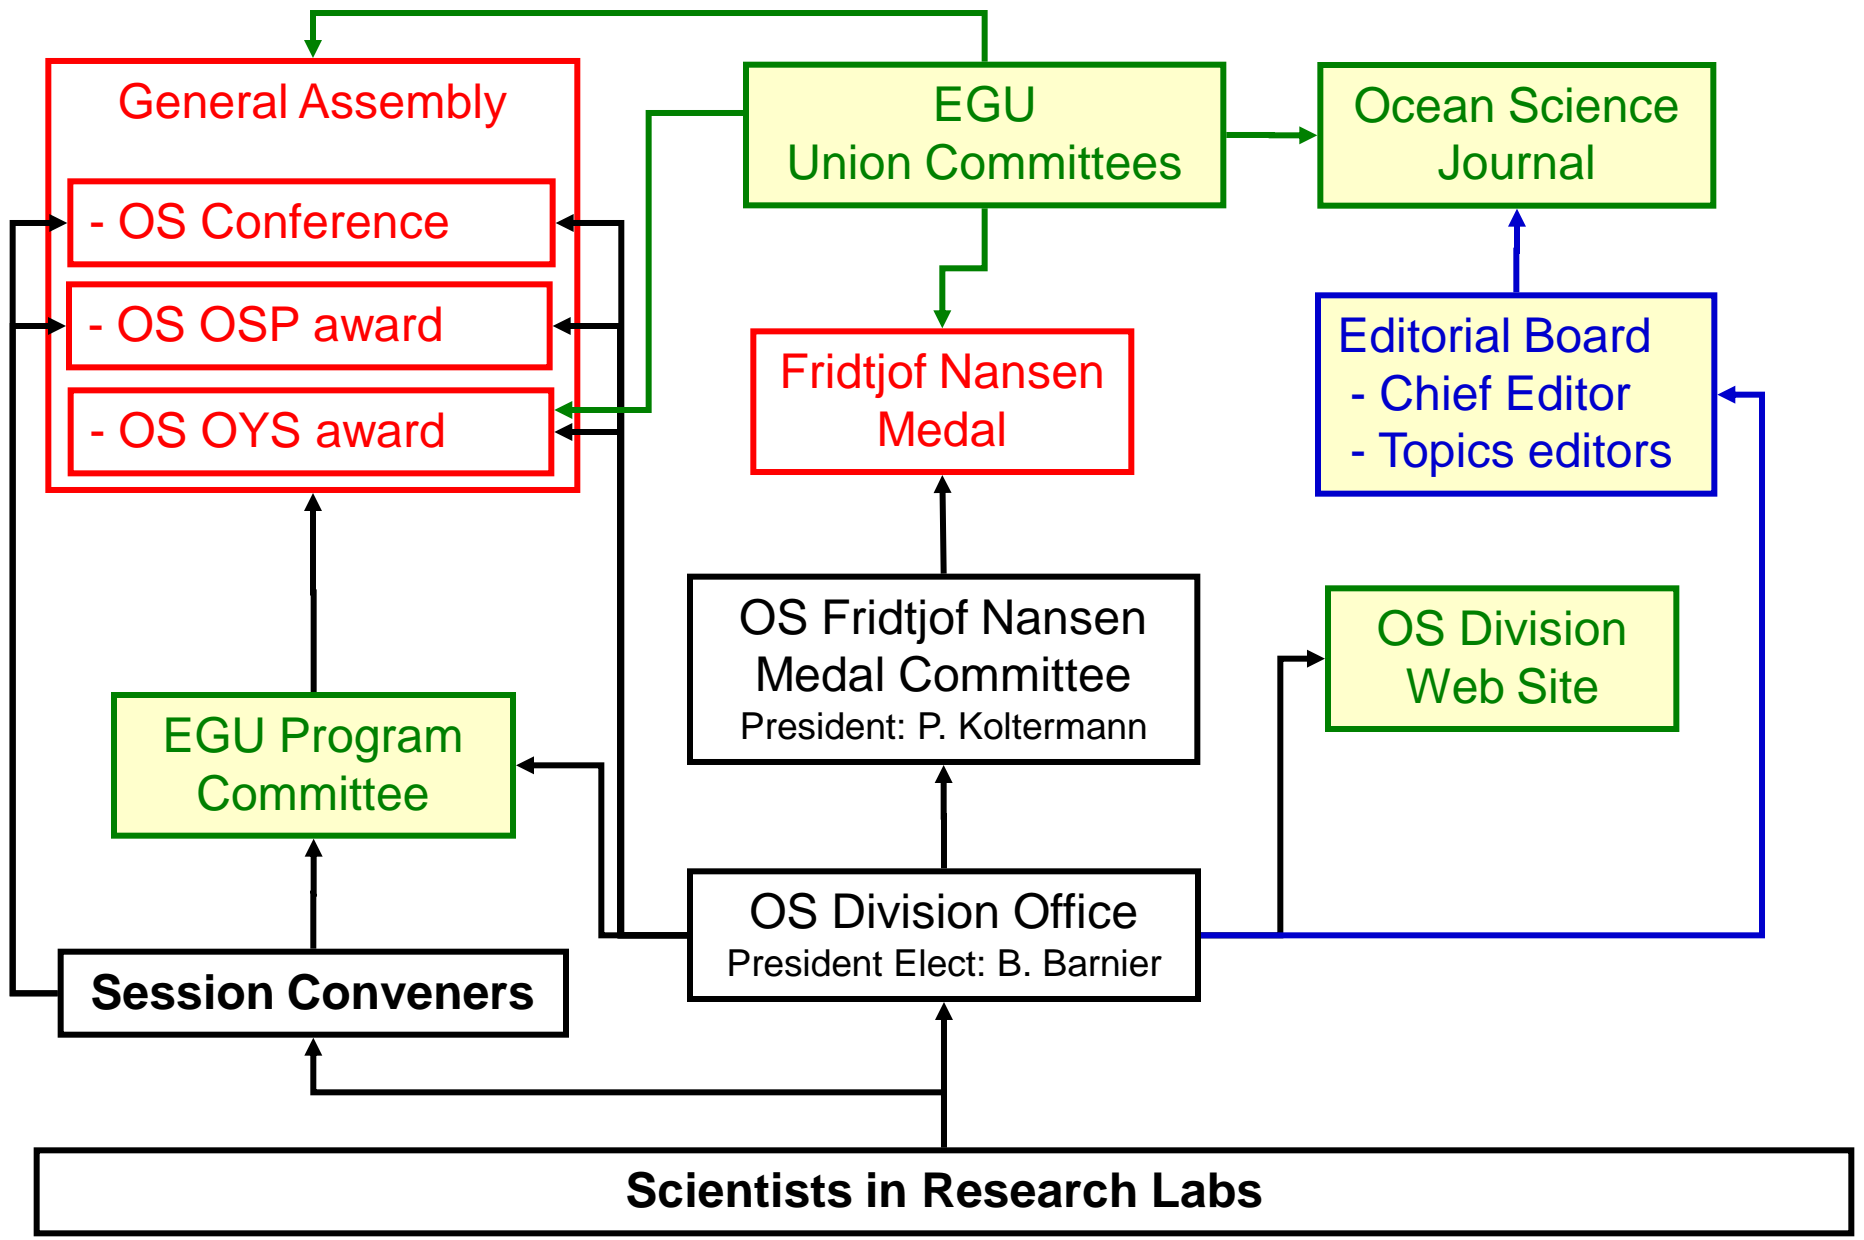 General Assembly
- OS Conference
- OS OSP award
- OS OYS award
EGU
Union Committees
Ocean Science
Journal
Fridtjof Nansen
Medal
Editorial Board
- Chief Editor
- Topics editors
OS Fridtjof Nansen
Medal Committee
President: P. Koltermann
OS Division
Web Site
EGU Program
Committee
OS Division Office
President Elect: B. Barnier
Session Conveners
Scientists in Research Labs